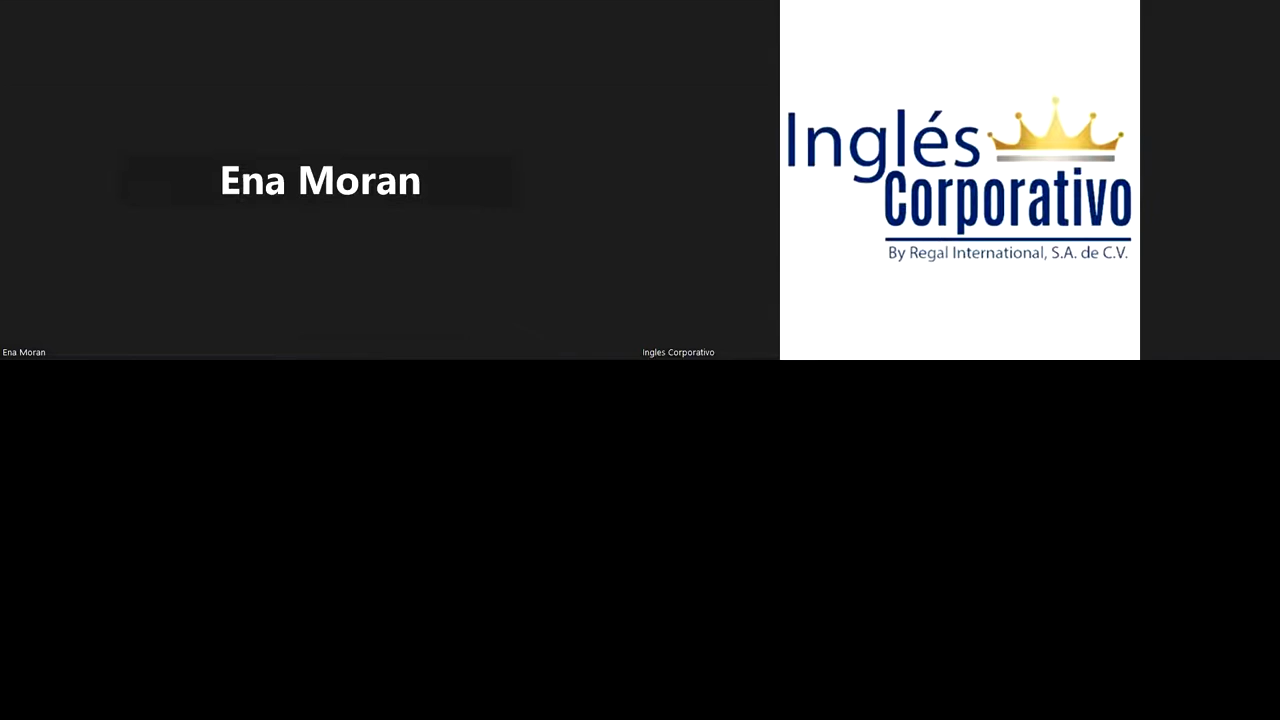 Ena Moran
Inglés
Corporativo
By Regal International, S.A. de C.V.
Ena Moran
Ingles Corporativo